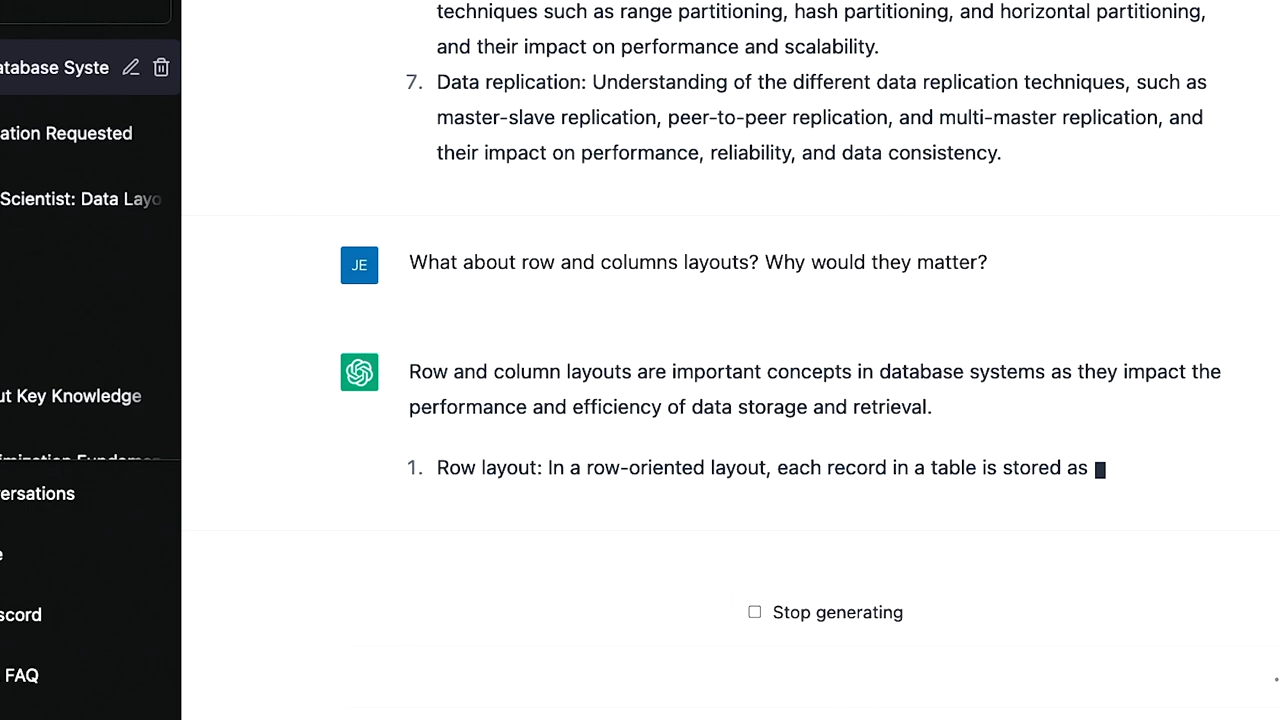 techniques such as range partitioning, hash partitioning, and horizontal partitioning,
and their impact on performance and scalability.
7. Data replication: Understanding of the different data replication techniques, such as
master-slave replication, peer-to-peer replication, and multi-master replication, and
their impact on performance, reliability, and data consistency.
JE
What about row and columns layouts? Why would they matter?
Row and column layouts are important concepts in database systems as they impact the
performance and efficiency of data storage and retrieval.
1. Row layout: In a row-oriented layout, each record in a table is stored as
Stop generating
atabase Syste
ation Requested
Scientist: Data Layo
ut Key Knowledge
ersations
e
scord
FAQ